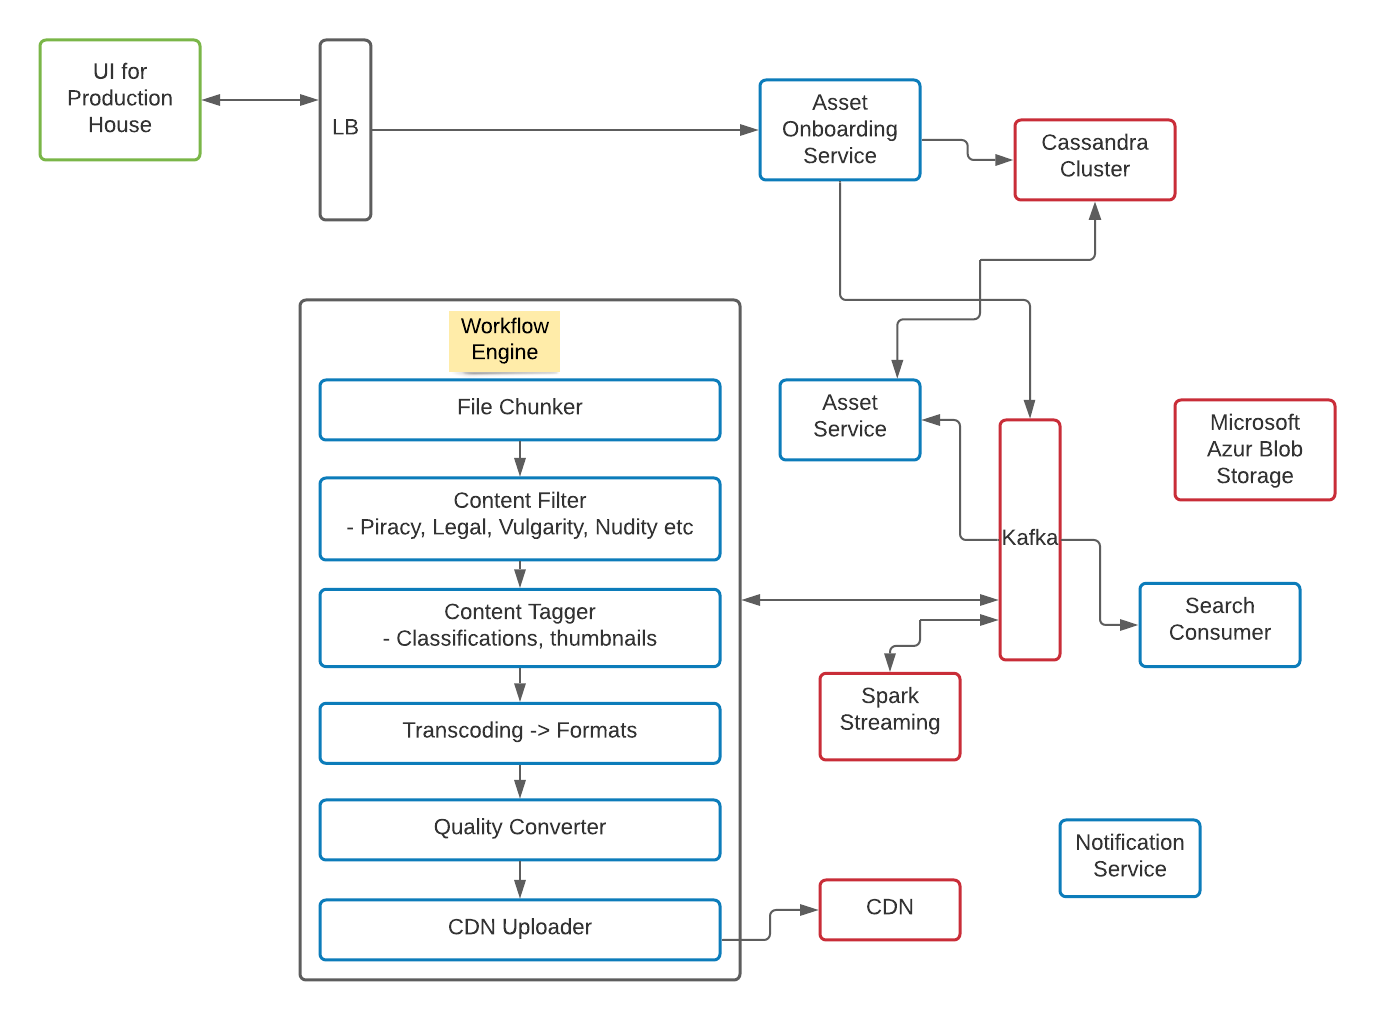 UI for
Production
House
LB
Asset
Onboarding
Service
Cassandra
Cluster
Workflow
Engine
File Chunker
Content Filter
- Piracy, Legal, Vulgarity, Nudity etc
Content Tagger
- Classifications, thumbnails
Transcoding -> Formats
Quality Converter
CDN Uploader
Asset
Service
Kafka
Microsoft
Azur Blob
Storage
Search
Consumer
Spark
Streaming
Notification
Service
CDN